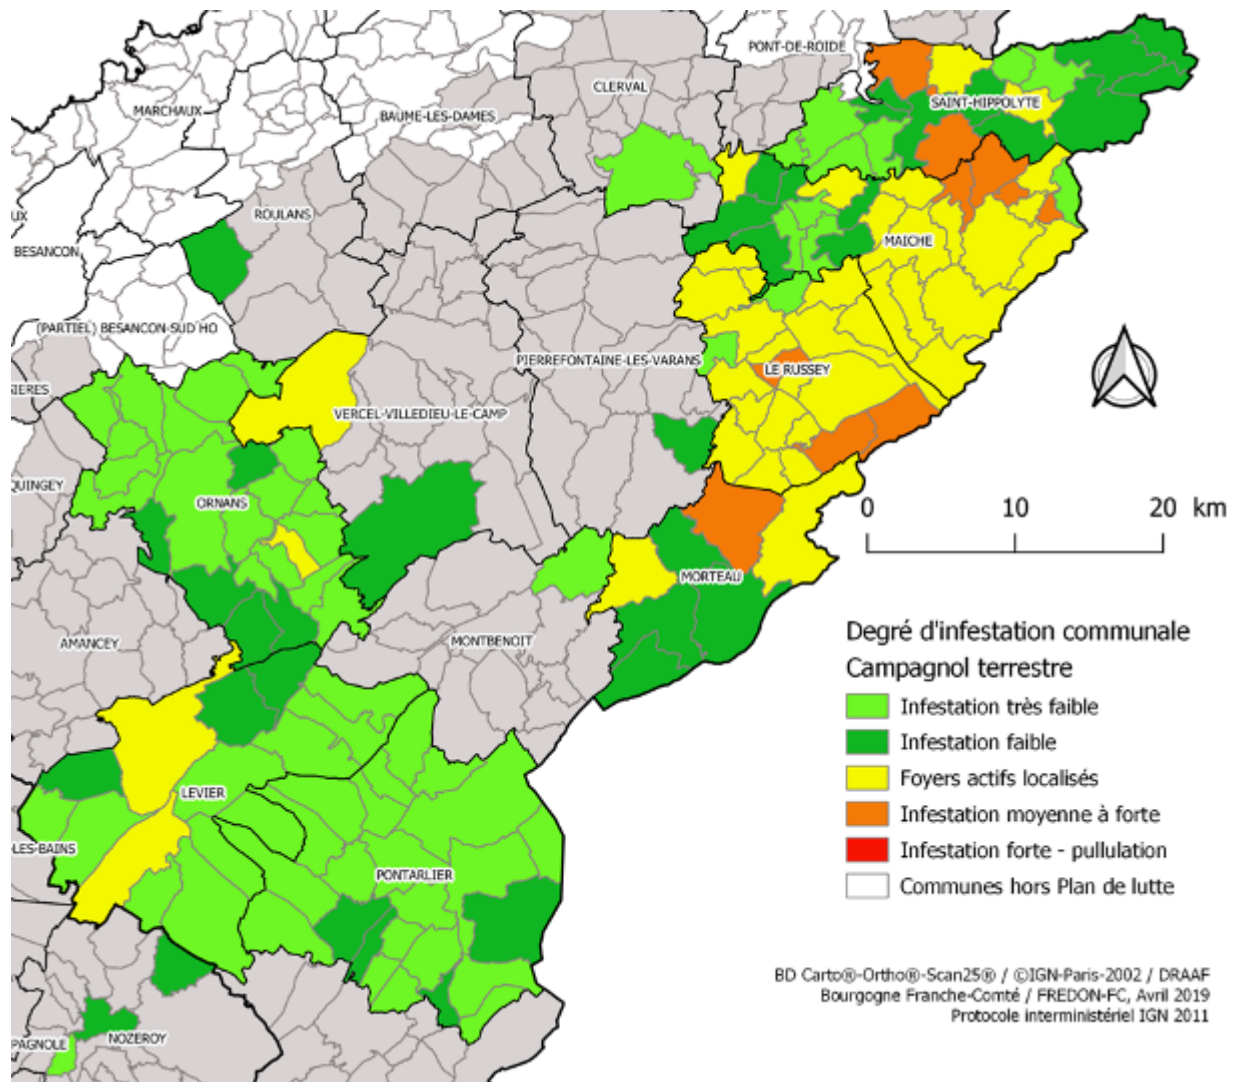 PONT-DE-ROIDE
CLERVAL
MARCHAUX
BAUME-LES-DAMES
SAINT-HIPPOLYTE
UX
ROULANS
BESANCON
MAICHE
(PARTIEL) BESANCON-SUD HO
PIERREFONTAINE-LES-VARANS
LE RUSSEY
SIERES
VERCEL-VILLEDIEU-LE-CAMP
QUINGEY
ORNANS
0 10 20 km
MORTEAU
AMANCEY
MONTBENOIT
Degré d'infestation communale
Campagnol terrestre
Infestation très faible
Infestation faible
Foyers actifs localisés
Infestation moyenne à forte
Infestation forte - pullulation
Communes hors Plan de lutte
LEVIER
-LES-BAINS
PONTARLIER
BD Carto®-Ortho®-Scan25® / ©IGN-Paris-2002 / DRAAF
Bourgogne Franche-Comté / FREDON-FC, Avril 2019
Protocole interministériel IGN 2011
PAGNOLE
NOZEROY